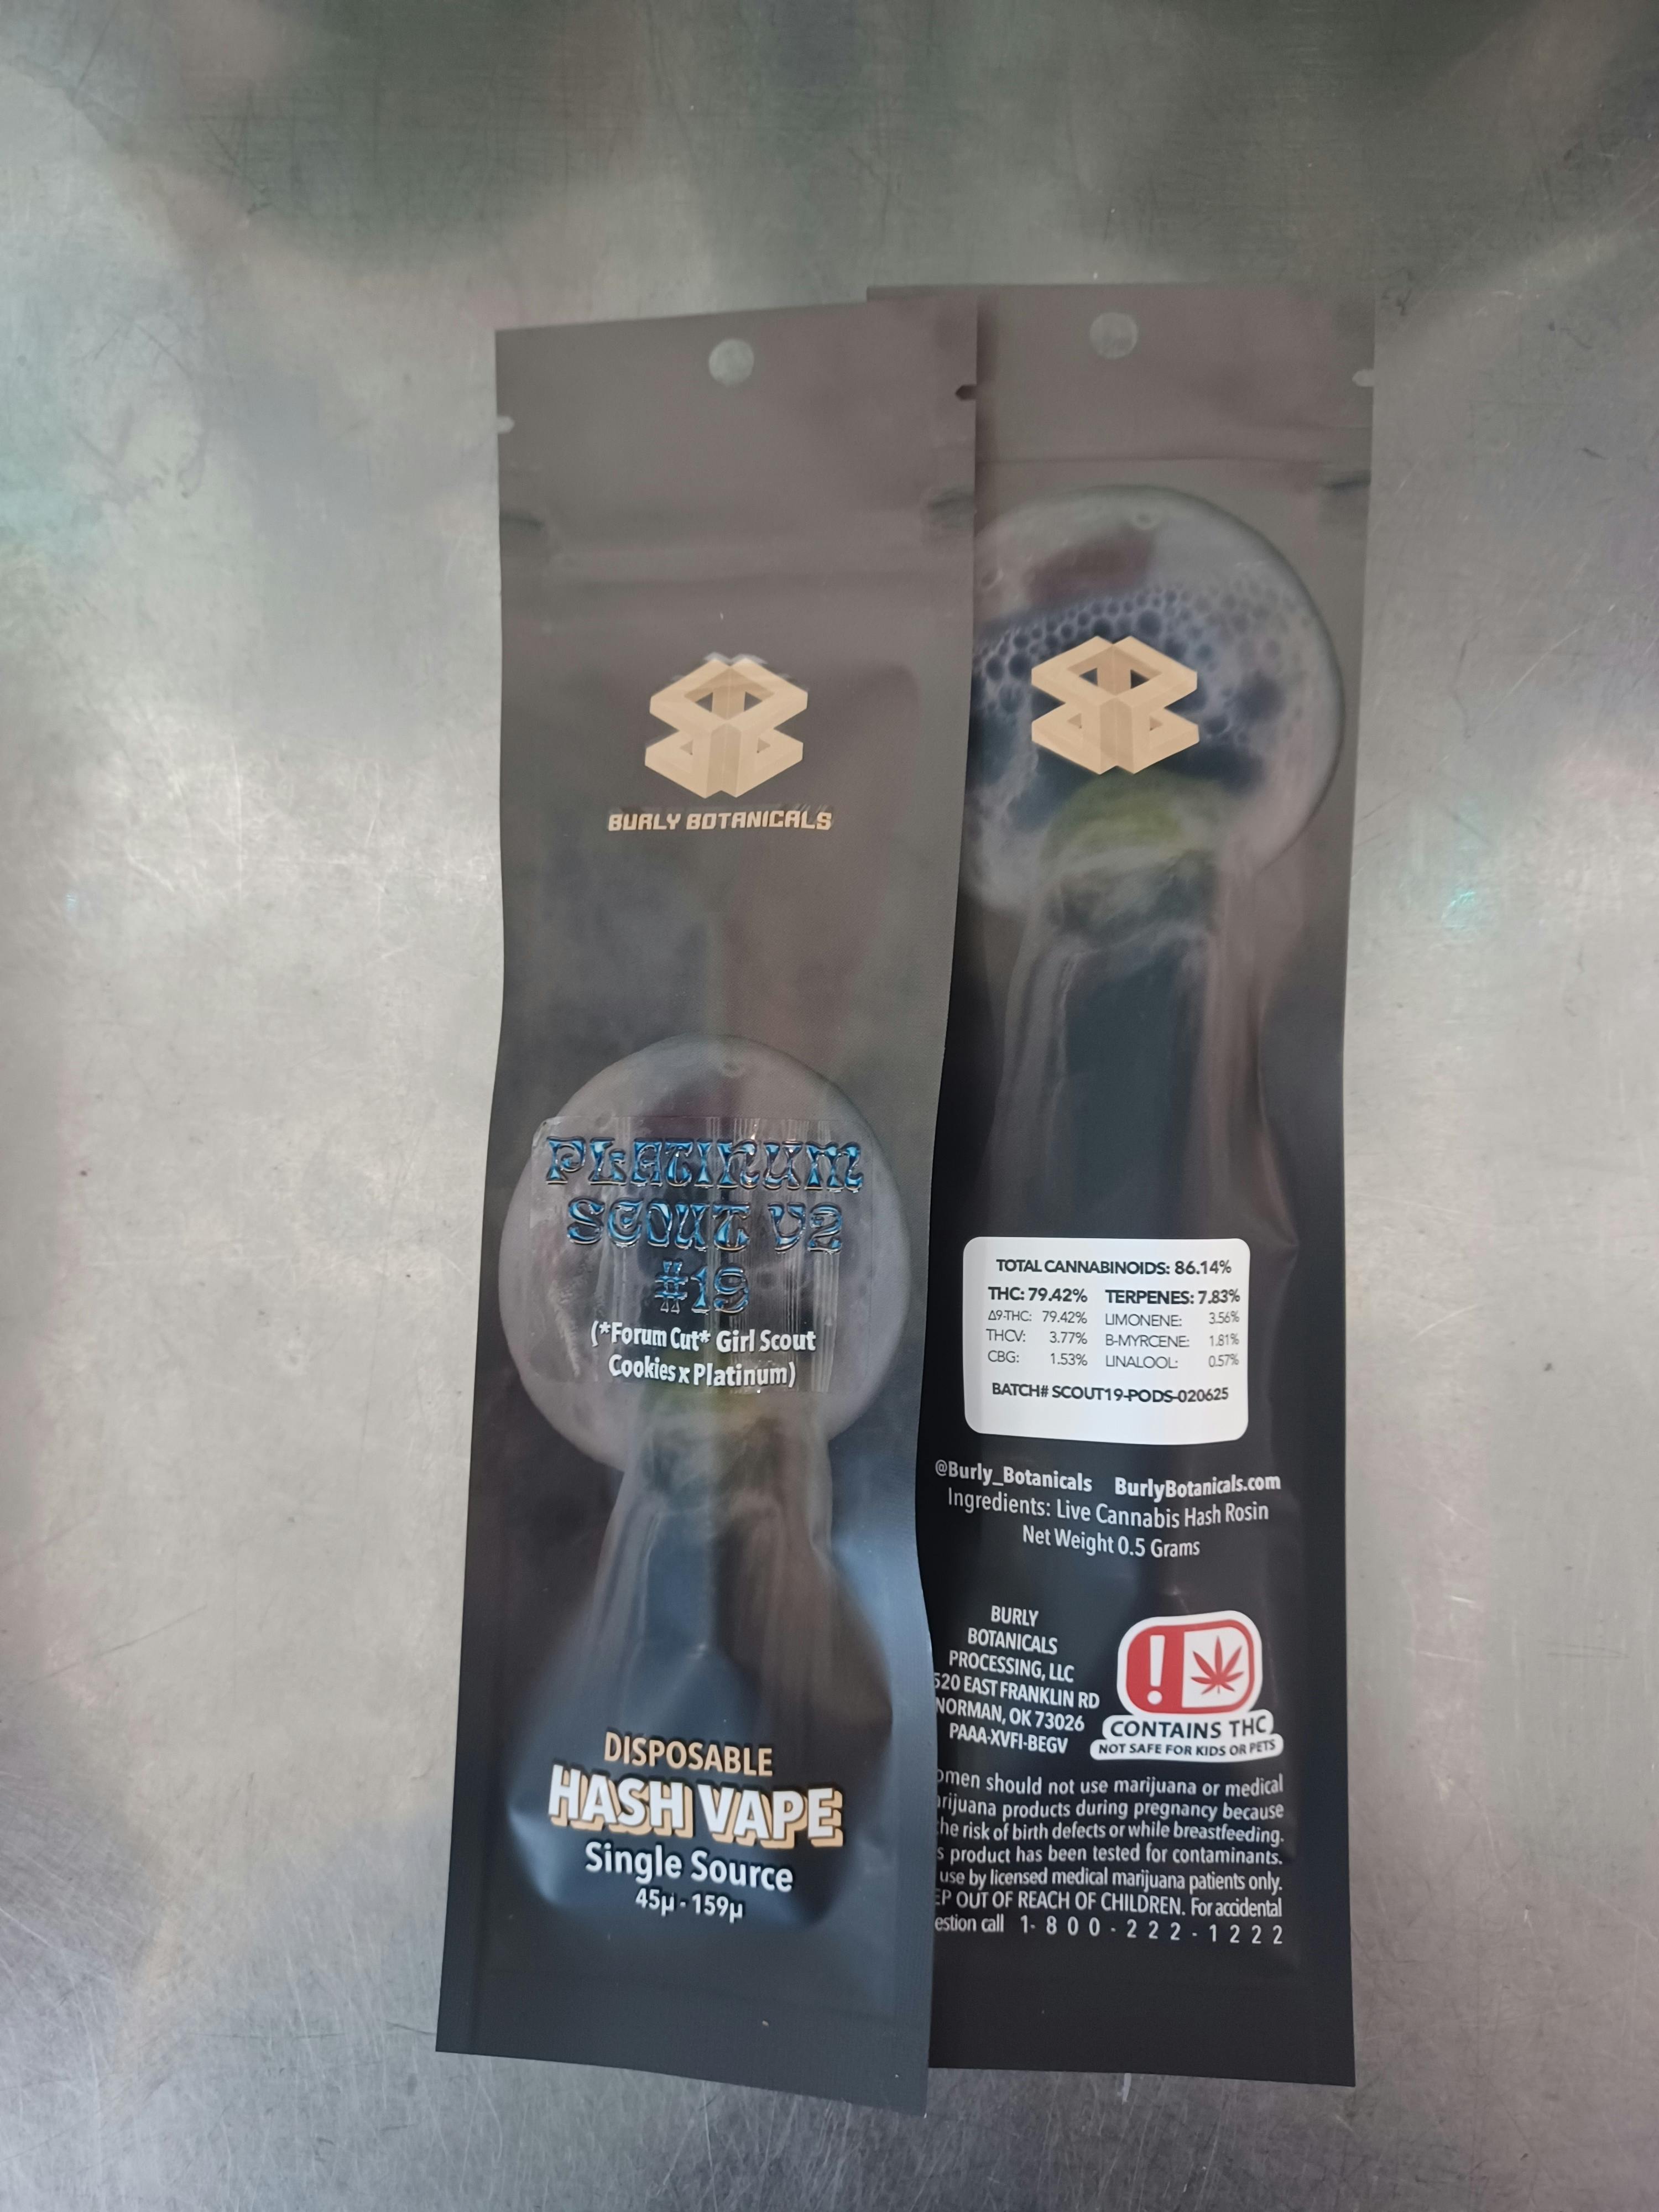 BURLY BOTANICALS
PLATINUM
SCOUT V2
#19
(*Forum Cut* Girl Scout
Cookies x Platinum)
DISPOSABLE
HASH VAPE
Single Source
45µ - 159µ
TOTAL CANNABINOIDS: 86.14%
THC: 79.42% TERPENES: 7.83%
Δ9-THC: 79.42% LIMONENE: 3.56%
THCV: 3.77% B-MYRCENE: 1.81%
CBG: 1.53% LINALOOL: 0.57%
BATCH# SCOUT19-PODS-020625
@Burly_Botanicals BurlyBotanicals.com
Ingredients: Live Cannabis Hash Rosin
Net Weight 0.5 Grams
BURLY
BOTANICALS
PROCESSING, LLC
520 EAST FRANKLIN RD
NORMAN, OK 73026
PAAA-XVFI-BEGV
!
CONTAINS THC
NOT SAFE FOR KIDS OR PETS
should not use marijuana or medical
products during pregnancy because
the risk of birth defects or while breastfeeding.
product has been tested for contaminants.
use by licensed medical marijuana patients only.
OUT OF REACH OF CHILDREN. For accidental
call 1-800-222-1222